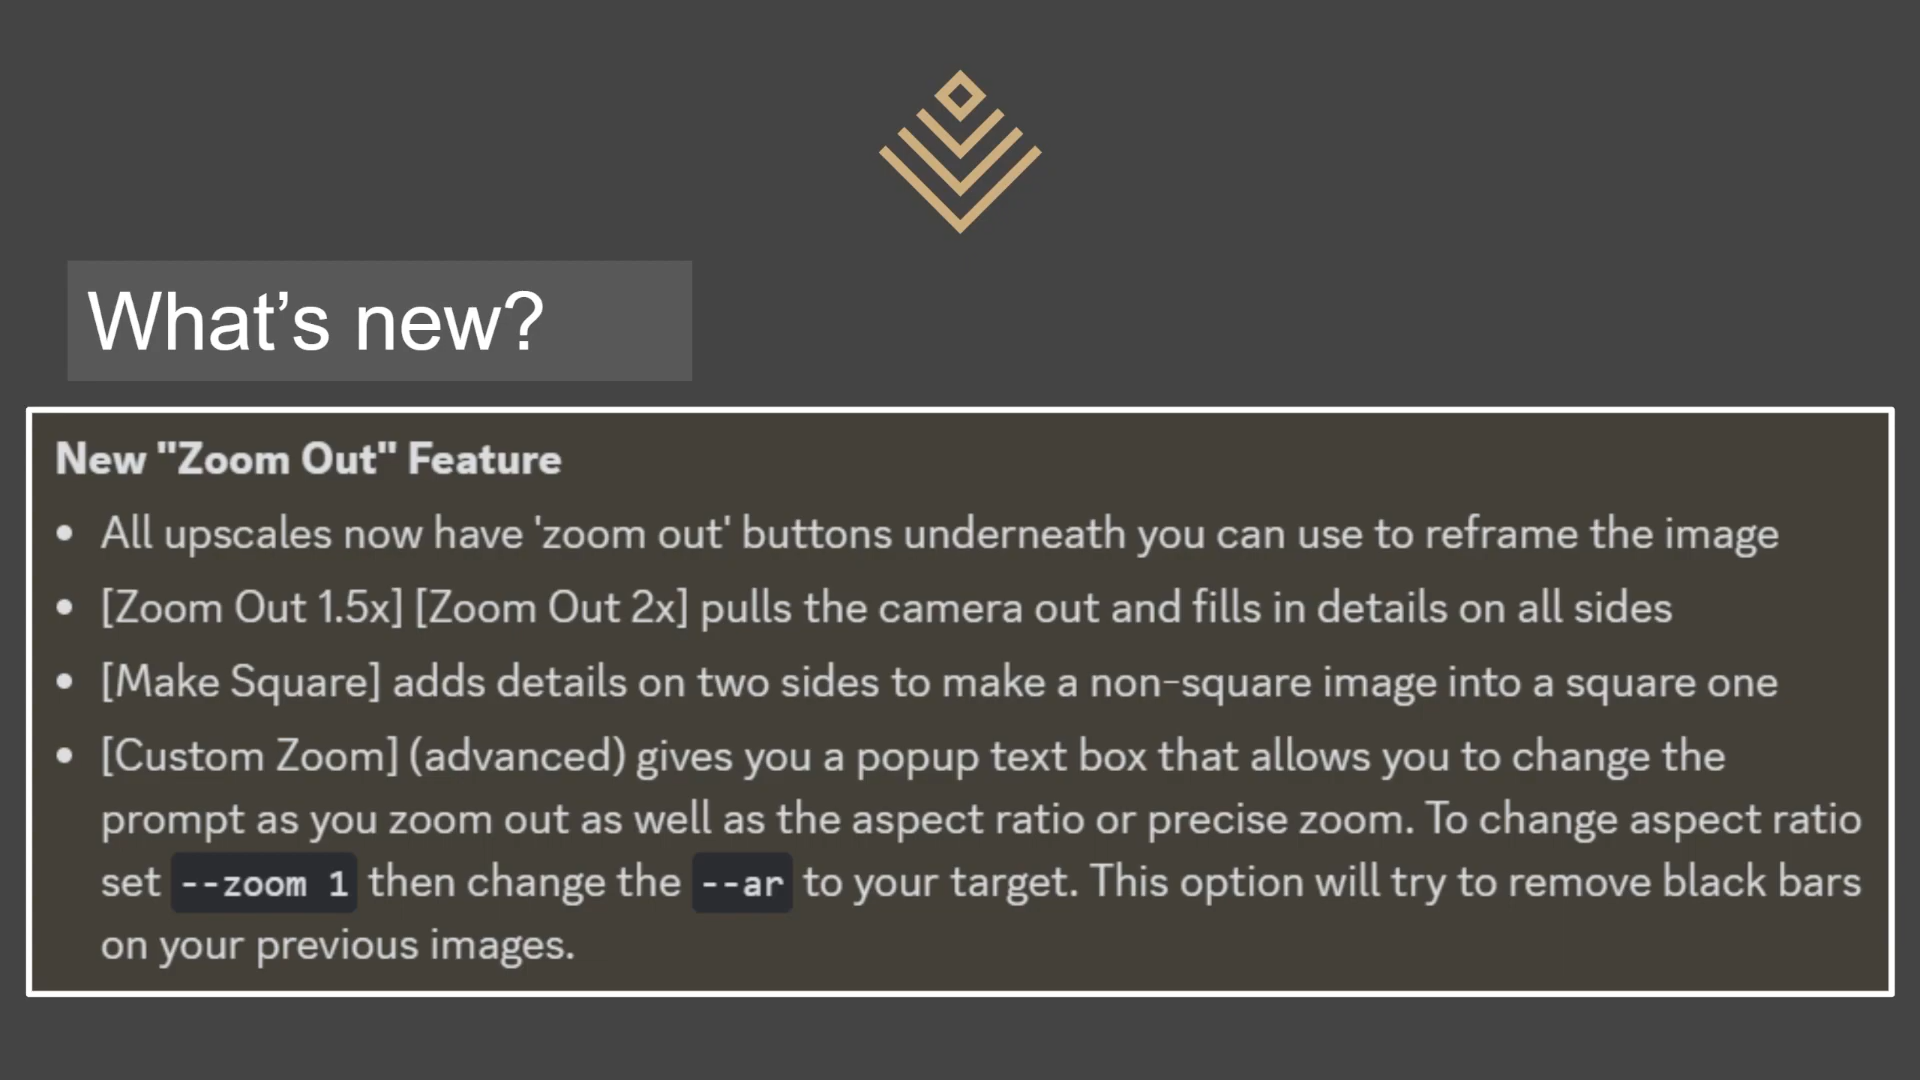 What’s new?
New "Zoom Out" Feature
• All upscales now have 'zoom out' buttons underneath you can use to reframe the image
• [Zoom Out 1.5x] [Zoom Out 2x] pulls the camera out and fills in details on all sides
• [Make Square] adds details on two sides to make a non-square image into a square one
• [Custom Zoom] (advanced) gives you a popup text box that allows you to change the
prompt as you zoom out as well as the aspect ratio or precise zoom. To change aspect ratio
set --zoom 1 then change the --ar to your target. This option will try to remove black bars
on your previous images.